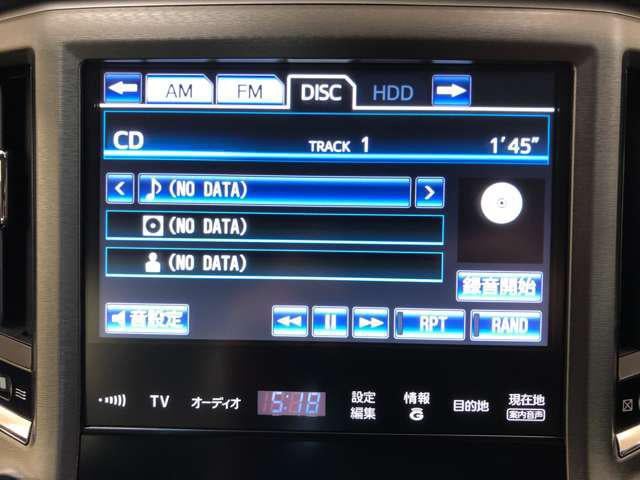 AM FM DISC HDD
CD TRACK 1 1'45"
(NO DATA)
(NO DATA)
(NO DATA)
録音開始
音設定 RPT RAND
TV オーディオ 15:18 設定 編集 情報 G 目的地 現在地 案内音声